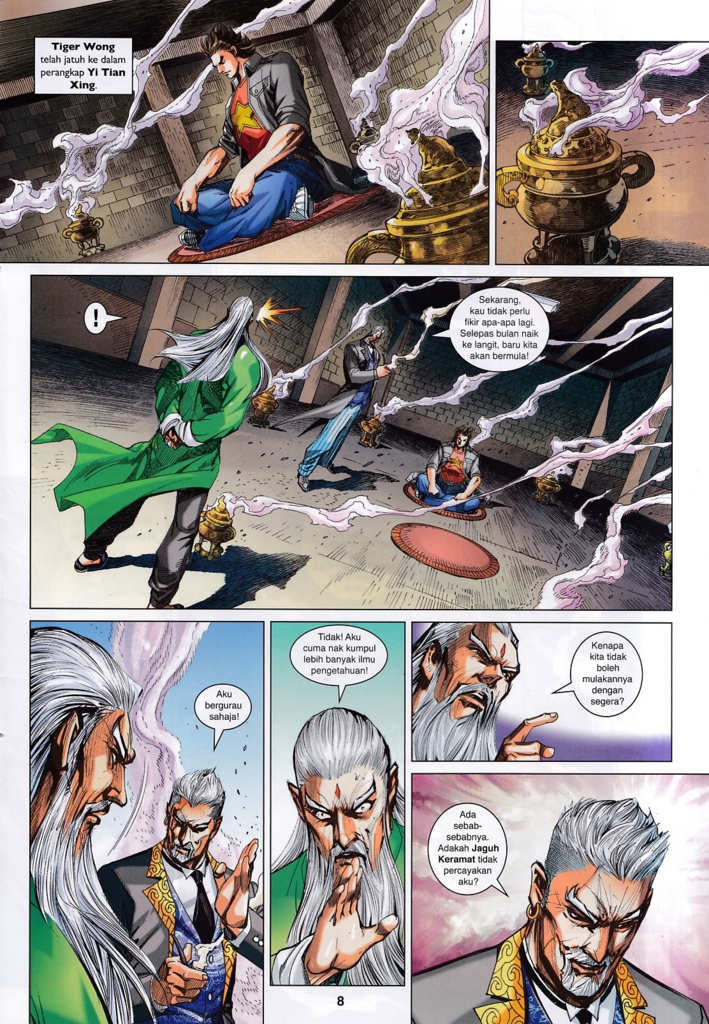 Tiger Wong
telah jatuh ke dalam
perangkap Yi Tian
Xing.
!
Sekarang,
kau tidak perlu
fikir apa-apa lagi.
Selepas bulan naik
ke langit, baru kita
akan bermula!
Aku
bergurau
sahaja!
Tidak! Aku
cuma nak kumpul
lebih banyak ilmu
pengetahuan!
Kenapa
kita tidak
boleh
mulakannya
dengan
segera?
Ada
sebab-
sebabnya.
Adakah Jaguh
Keramat tidak
percayakan
aku?
8